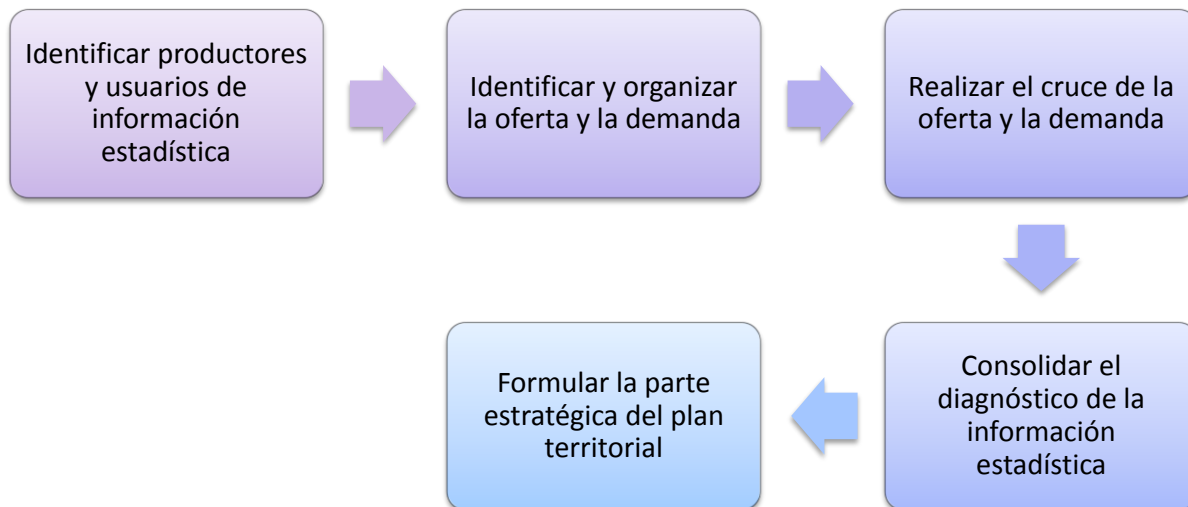 Identificar productores
y usuarios de
información
estadística
Identificar y organizar
la oferta y la demanda
Realizar el cruce de la
oferta y la demanda
Consolidar el
diagnóstico de la
información
estadística
Formular la parte
estratégica del plan
territorial